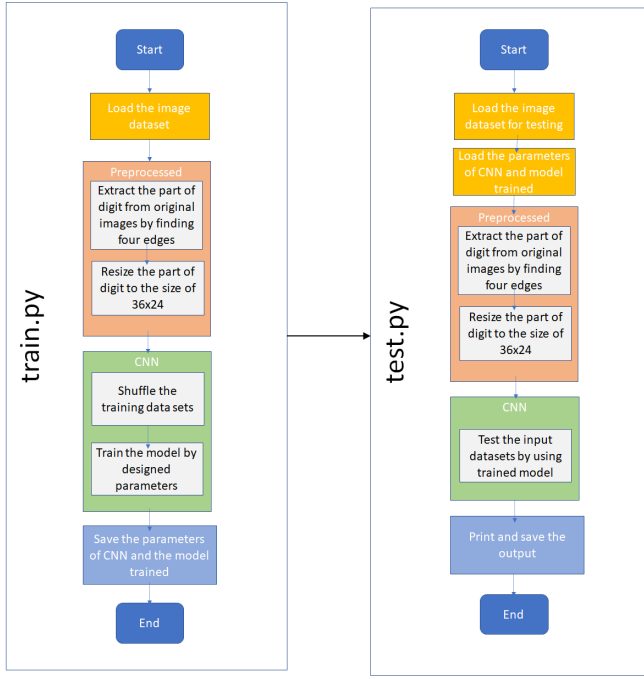 train.py
Start
Load the image
dataset
Preprocessed
Extract the part of
digit from original
images by finding
four edges
Resize the part of
digit to the size of
36x24
CNN
Shuffle the
training data sets
Train the model by
designed
parameters
Save the parameters
of CNN and the model
trained
End
test.py
Start
Load the image
dataset for testing
Load the parameters
of CNN and model
trained
Preprocessed
Extract the part of
digit from original
images by finding
four edges
Resize the part of
digit to the size of
36x24
CNN
Test the input
datasets by using
trained model
Print and save the
output
End